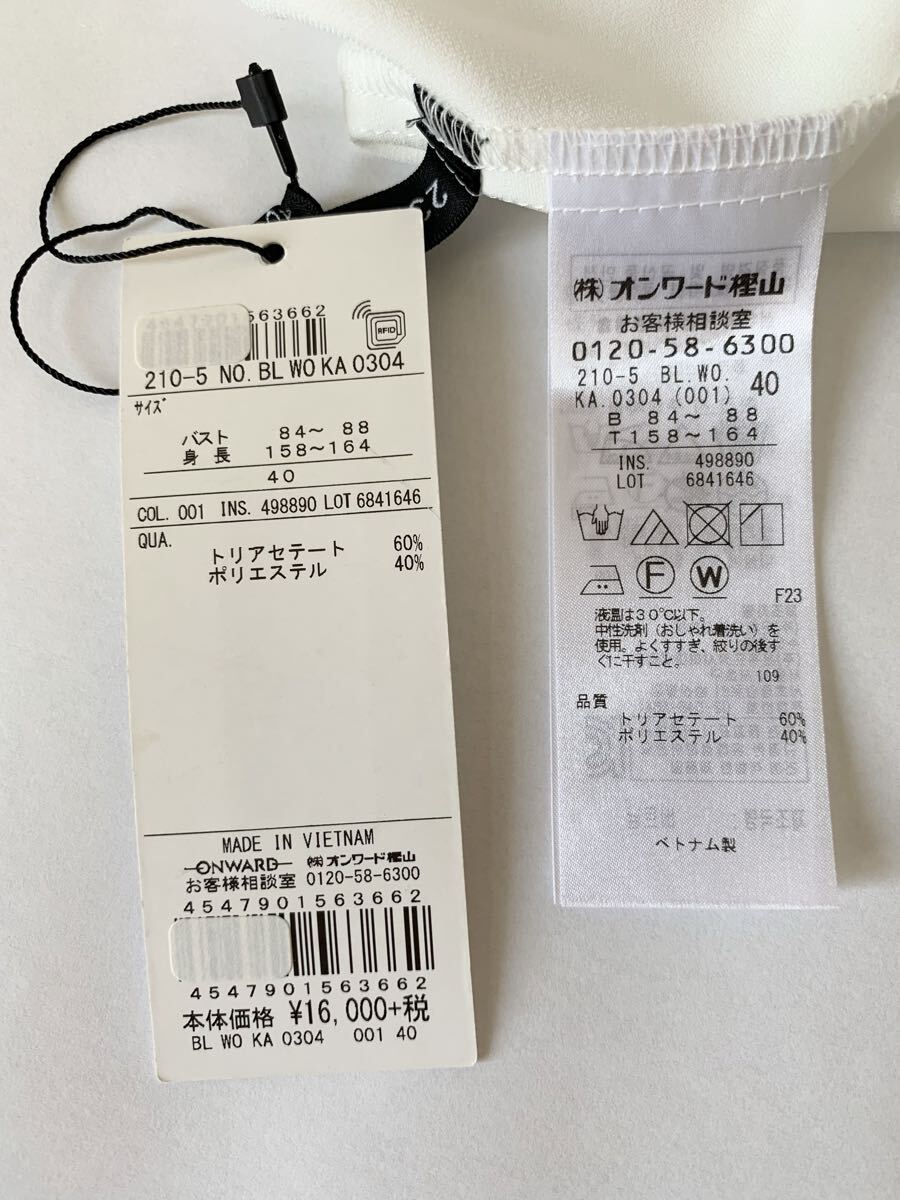 563662
RFID
210-5 NO. BL WO KA 0304
サイズ
バスト 84～ 88
身長 158～164
40
COL. 001 INS. 498890 LOT 6841646
QUA.
トリアセテート 60%
ポリエステル 40%
MADE IN VIETNAM
ONWARD ㈱オンワード樫山
お客様相談室 0120-58-6300
4547901563662
4547901563662
本体価格 ¥16,000+税
BL WO KA 0304 001 40
㈱オンワード樫山
お客様相談室
0120-58-6300
210-5 BL.WO.
KA.0304 (001) 40
B 84～ 88
T 158～164
INS. 498890
LOT 6841646
F
W
F23
液温は30℃以下。
中性洗剤（おしゃれ着洗い）を
使用。よくすすぎ、絞りの後す
ぐに干すこと。
109
品質
トリアセテート 60%
ポリエステル 40%
ベトナム製